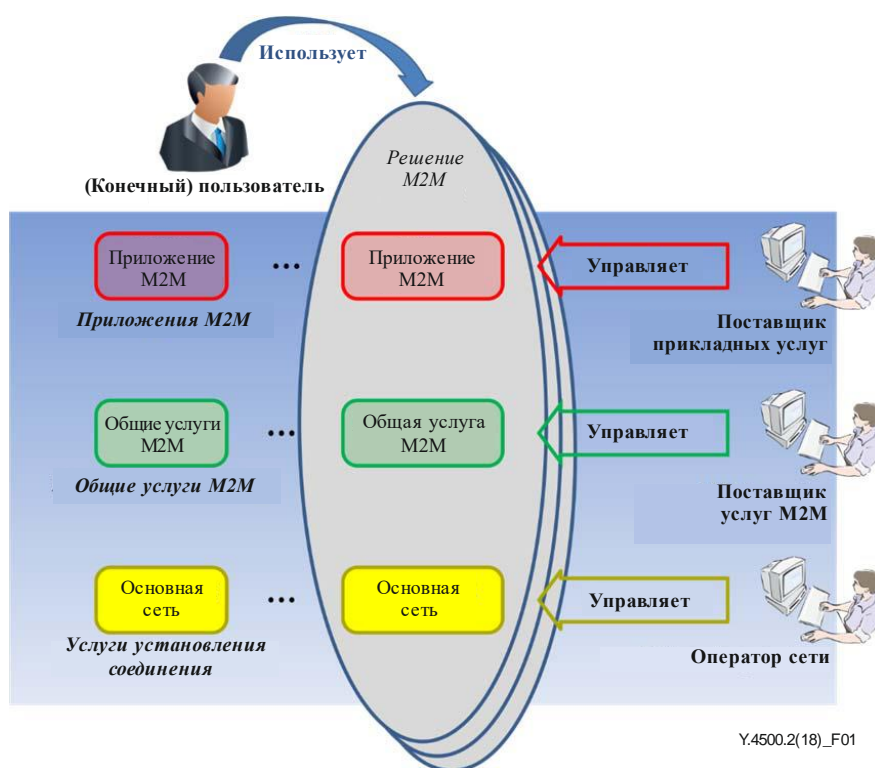 Использует
(Конечный) пользователь
Решение
M2M
Приложение
M2M
...
Приложение
M2M
Управляет
Приложения M2M
Поставщик
прикладных услуг
Общие услуги
M2M
...
Общая услуга
M2M
Управляет
Общие услуги M2M
Поставщик
услуг M2M
Основная
сеть
...
Основная
сеть
Управляет
Услуги установления
соединения
Оператор сети
Y.4500.2(18)_F01